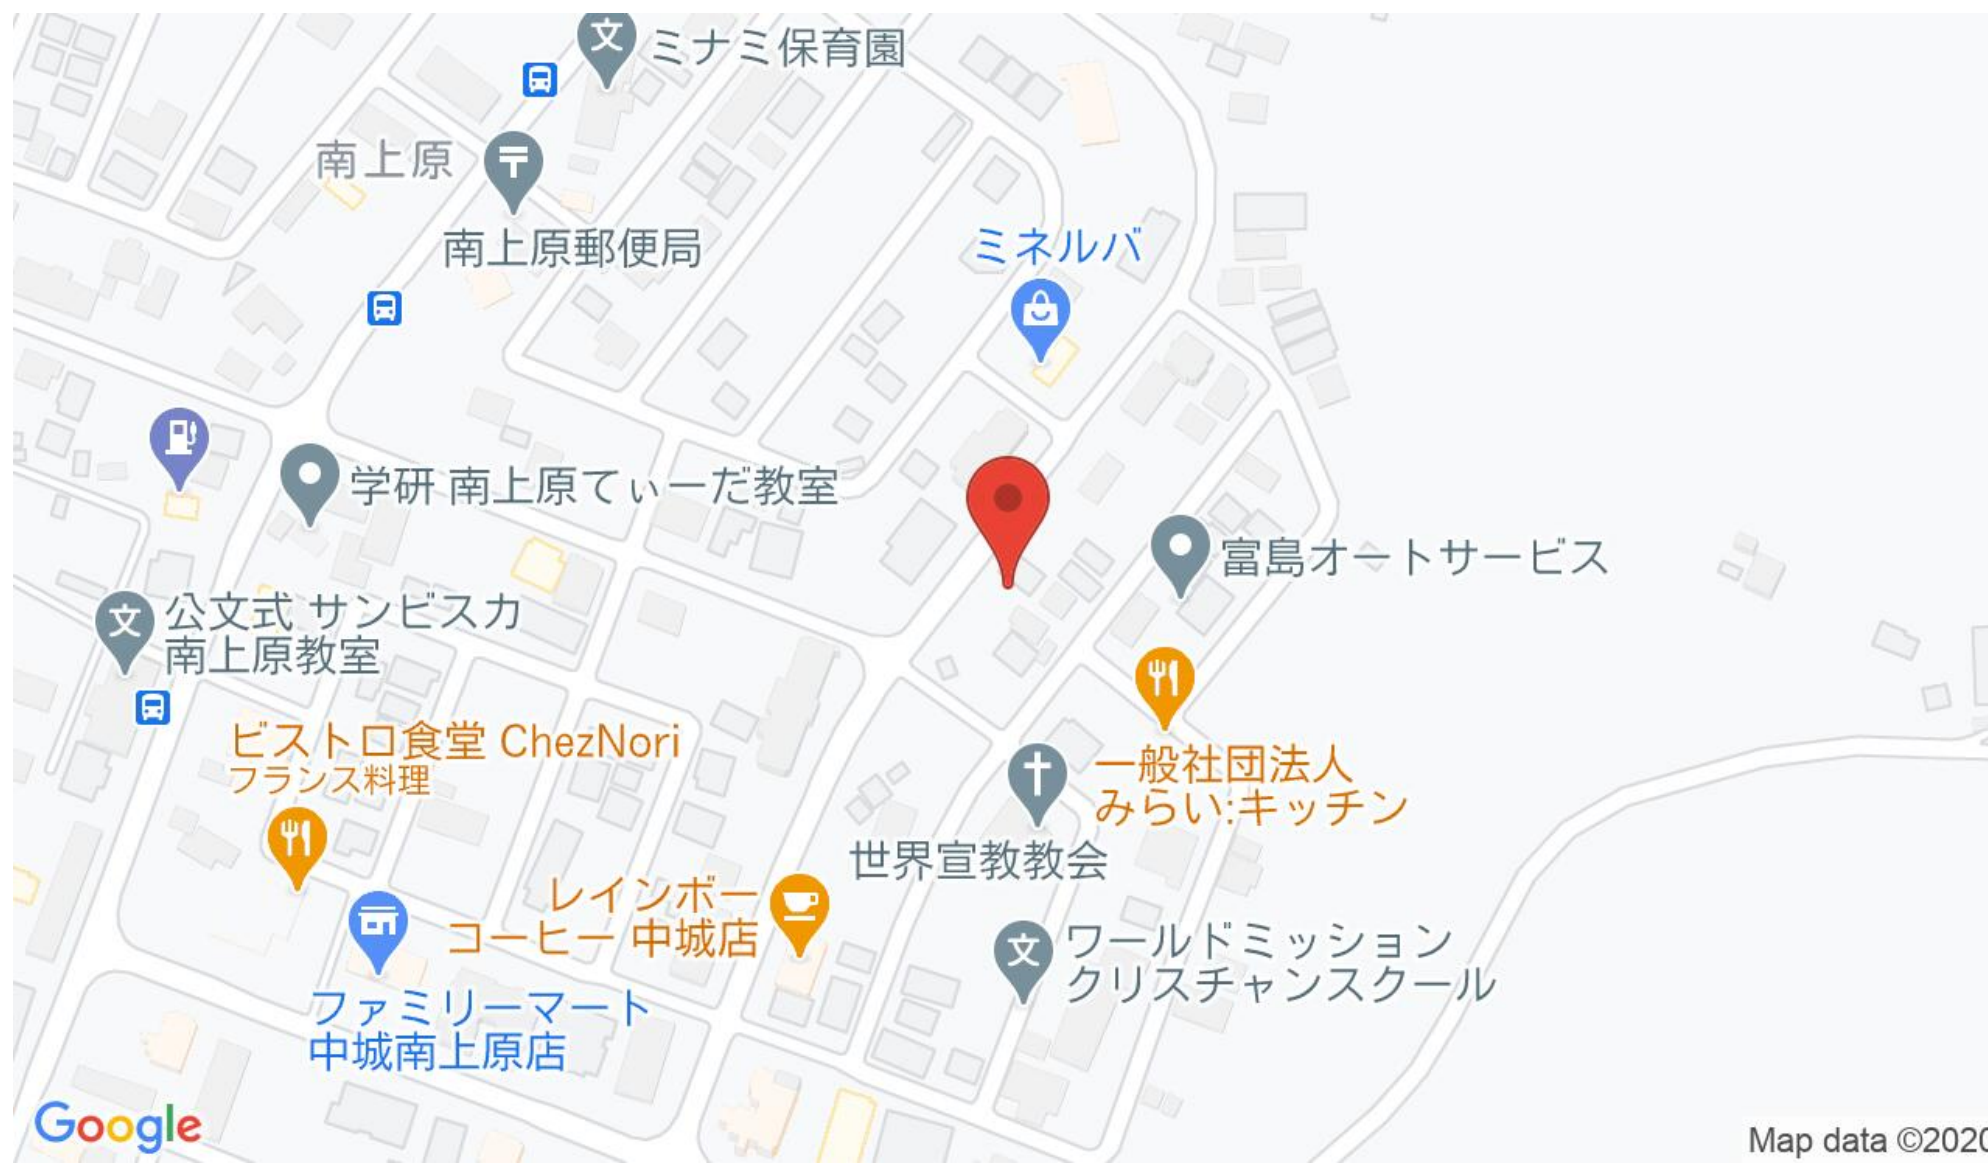 ミナミ保育園
南上原
南上原郵便局
ミネルバ
学研 南上原てぃーだ教室
富島オートサービス
公文式 サンビスカ
南上原教室
ビストロ食堂 ChezNori
フランス料理
一般社団法人
みらい:キッチン
世界宣教教会
レインボー
コーヒー 中城店
ワールドミッション
クリスチャンスクール
ファミリーマート
中城南上原店
Google
Map data ©2020